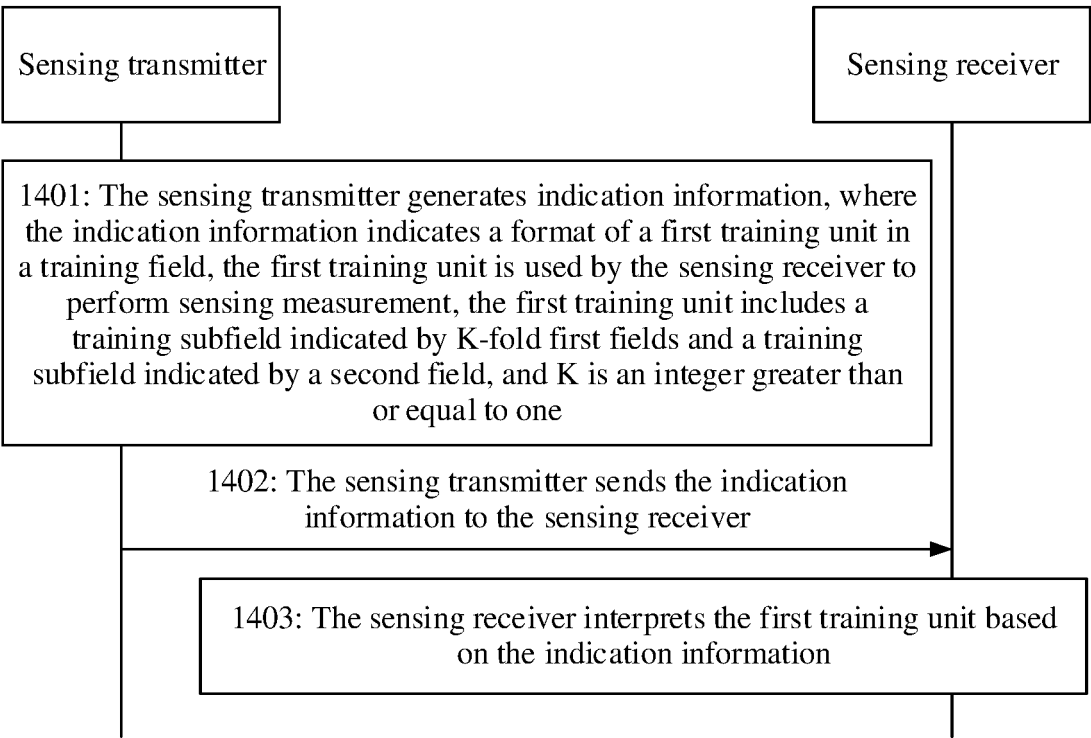 Sensing transmitter
Sensing receiver
1401: The sensing transmitter generates indication information, where
the indication information indicates a format of a first training unit in
a training field, the first training unit is used by the sensing receiver to
perform sensing measurement, the first training unit includes a
training subfield indicated by K-fold first fields and a training
subfield indicated by a second field, and K is an integer greater than
or equal to one
1402: The sensing transmitter sends the indication
information to the sensing receiver
1403: The sensing receiver interprets the first training unit based
on the indication information